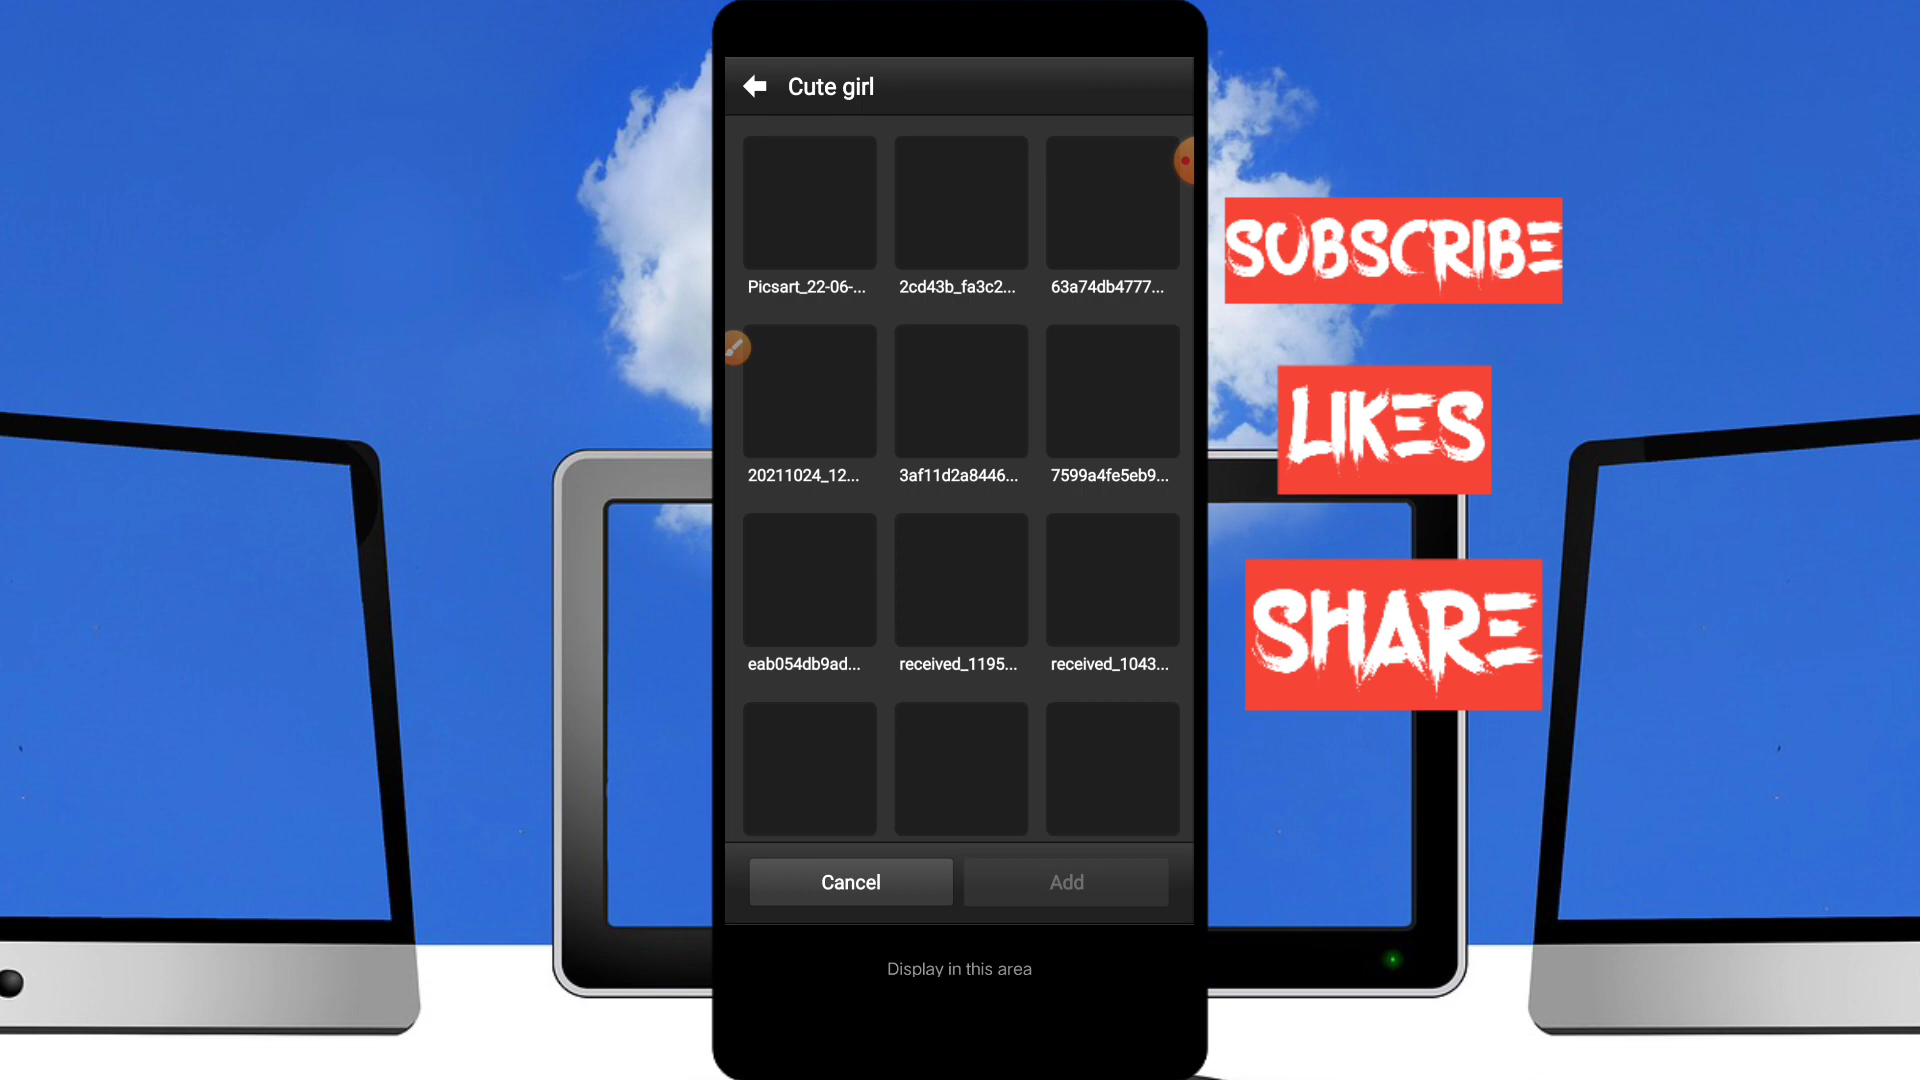 Cute girl
Picsart_22-06-...
2cd43b_fa3c2...
63a74db4777...
20211024_12...
3af11d2a8446...
7599a4fe5eb9...
eab054db9ad...
received_1195...
received_1043...
Cancel
Add
Display in this area
SUBSCRIBE
LIKES
SHARE